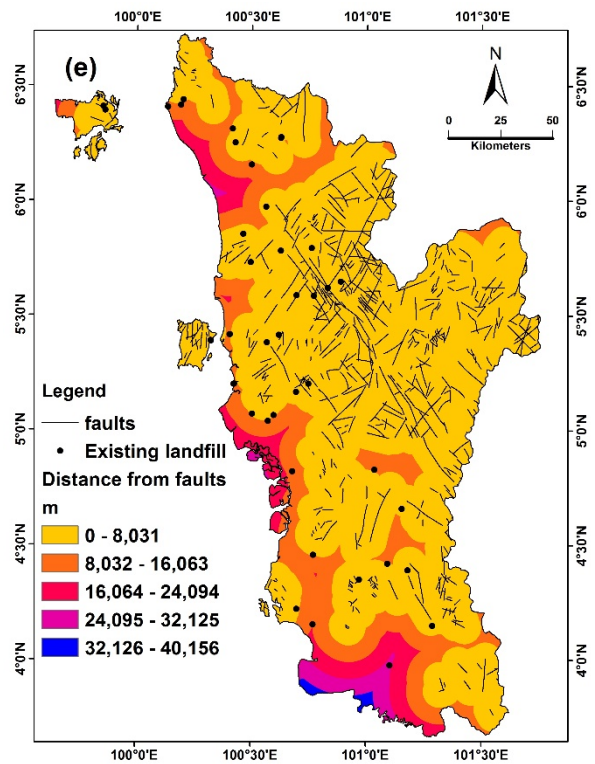 100°0'E 100°30'E 101°0'E 101°30'E
(e)
N
6°30'N 6°30'N
0 25 50
Kilometers
6°0'N 6°0'N
5°30'N 5°30'N
Legend
faults
5°0'N 5°0'N
Existing landfill
Distance from faults
m
0 - 8,031
4°30'N 4°30'N
8,032 - 16,063
16,064 - 24,094
24,095 - 32,125
4°0'N 4°0'N
32,126 - 40,156
100°0'E 100°30'E 101°0'E 101°30'E